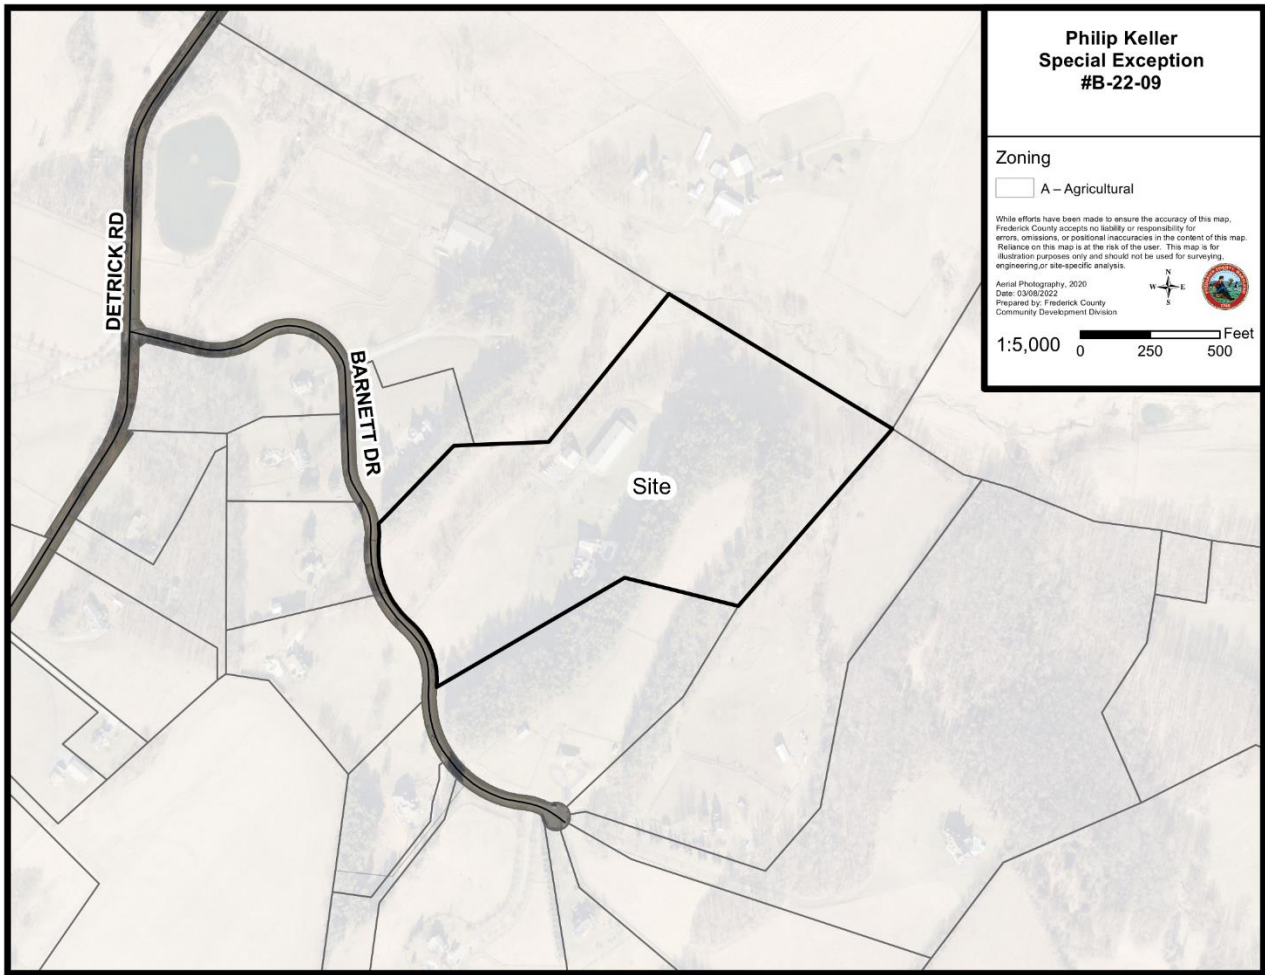 Philip Keller
Special Exception
#B-22-09
Zoning
A – Agricultural
While efforts have been made to ensure the accuracy of this map,
Frederick County accepts no liability or responsibility for
errors, omissions, or positional inaccuracies in the content of this map.
Reliance on this map is at the risk of the user. This map is for
illustration purposes only and should not be used for surveying,
engineering,or site-specific analysis.
Aerial Photography, 2020
Date: 03/08/2022
Prepared by: Frederick County
Community Development Division
N
W E
S
1:5,000
0 250 500 Feet
DETRICK RD
BARNETT DR
Site